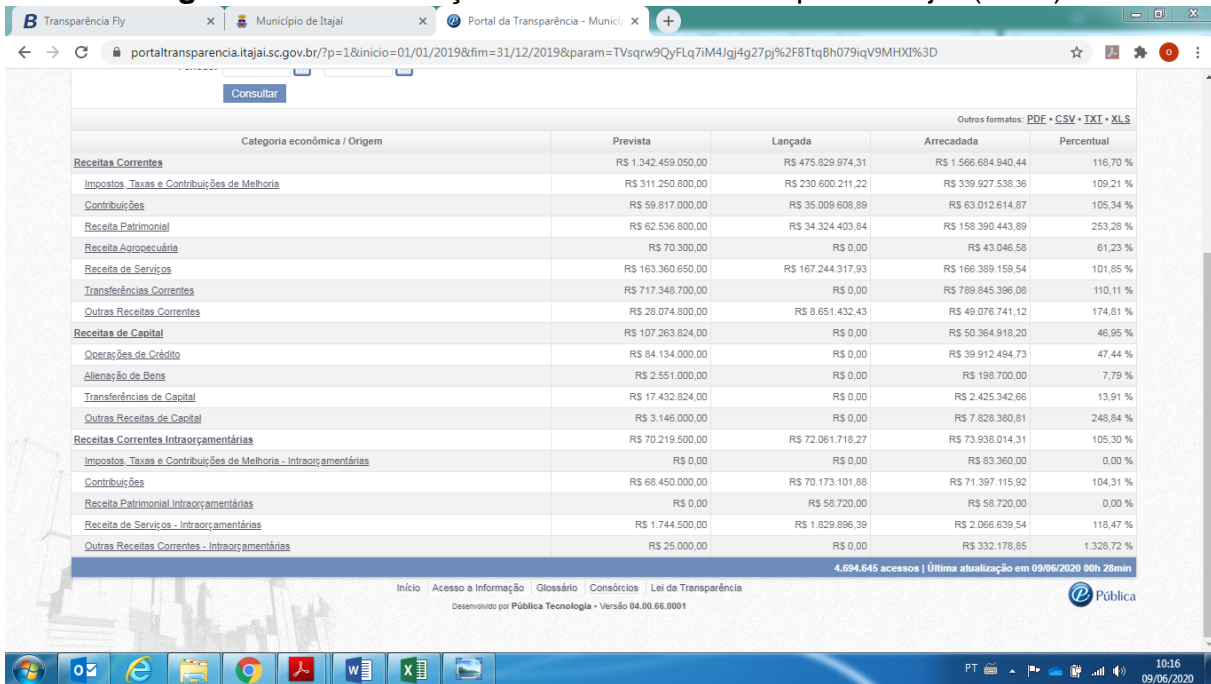 Transparência Fly × Município de Itajaí × Portal da Transparência - Municí × +
portaltransparencia.itajai.sc.gov.br/?p=1&inicio=01/01/2019&fim=31/12/2019&param=TVsqrw9QyFLq7iM4Jgj4g27pj%2F8TtqBh079iqV9MHXI%3D
Consultar
Outros formatos: PDF • CSV • TXT • XLS
Categoria econômica / Origem Prevista Lançada Arrecadada Percentual
Receitas Correntes R$ 1.342.459.050,00 R$ 475.829.974,31 R$ 1.566.684.940,44 116,70 %
Impostos, Taxas e Contribuições de Melhoria R$ 311.250.800,00 R$ 230.600.211,22 R$ 339.927.538,36 109,21 %
Contribuições R$ 59.817.000,00 R$ 35.009.608,89 R$ 63.012.614,87 105,34 %
Receita Patrimonial R$ 62.536.800,00 R$ 34.324.403,84 R$ 158.390.443,89 253,28 %
Receita Agropecuária R$ 70.300,00 R$ 0,00 R$ 43.046,58 61,23 %
Receita de Serviços R$ 163.360.650,00 R$ 167.244.317,93 R$ 166.389.159,54 101,85 %
Transferências Correntes R$ 717.348.700,00 R$ 0,00 R$ 789.845.396,08 110,11 %
Outras Receitas Correntes R$ 28.074.800,00 R$ 8.651.432,43 R$ 49.076.741,12 174,81 %
Receitas de Capital R$ 107.263.824,00 R$ 0,00 R$ 50.364.918,20 46,95 %
Operações de Crédito R$ 84.134.000,00 R$ 0,00 R$ 39.912.494,73 47,44 %
Alienação de Bens R$ 2.551.000,00 R$ 0,00 R$ 198.700,00 7,79 %
Transferências de Capital R$ 17.432.824,00 R$ 0,00 R$ 2.425.342,66 13,91 %
Outras Receitas de Capital R$ 3.146.000,00 R$ 0,00 R$ 7.828.380,81 248,84 %
Receitas Correntes Intraorçamentárias R$ 70.219.500,00 R$ 72.061.718,27 R$ 73.938.014,31 105,30 %
Impostos, Taxas e Contribuições de Melhoria - Intraorçamentárias R$ 0,00 R$ 0,00 R$ 83.360,00 0,00 %
Contribuições R$ 68.450.000,00 R$ 70.173.101,88 R$ 71.397.115,92 104,31 %
Receita Patrimonial Intraorçamentárias R$ 0,00 R$ 58.720,00 R$ 58.720,00 0,00 %
Receita de Serviços - Intraorçamentárias R$ 1.744.500,00 R$ 1.829.896,39 R$ 2.066.639,54 118,47 %
Outras Receitas Correntes - Intraorçamentárias R$ 25.000,00 R$ 0,00 R$ 332.178,85 1.328,72 %
4.694.645 acessos | Última atualização em 09/06/2020 00h 28min
Início Acesso a Informação Glossário Consórcios Lei da Transparência
Desenvolvido por Pública Tecnologia • Versão 04.00.66.0001
Pública
PT 10:16
09/06/2020